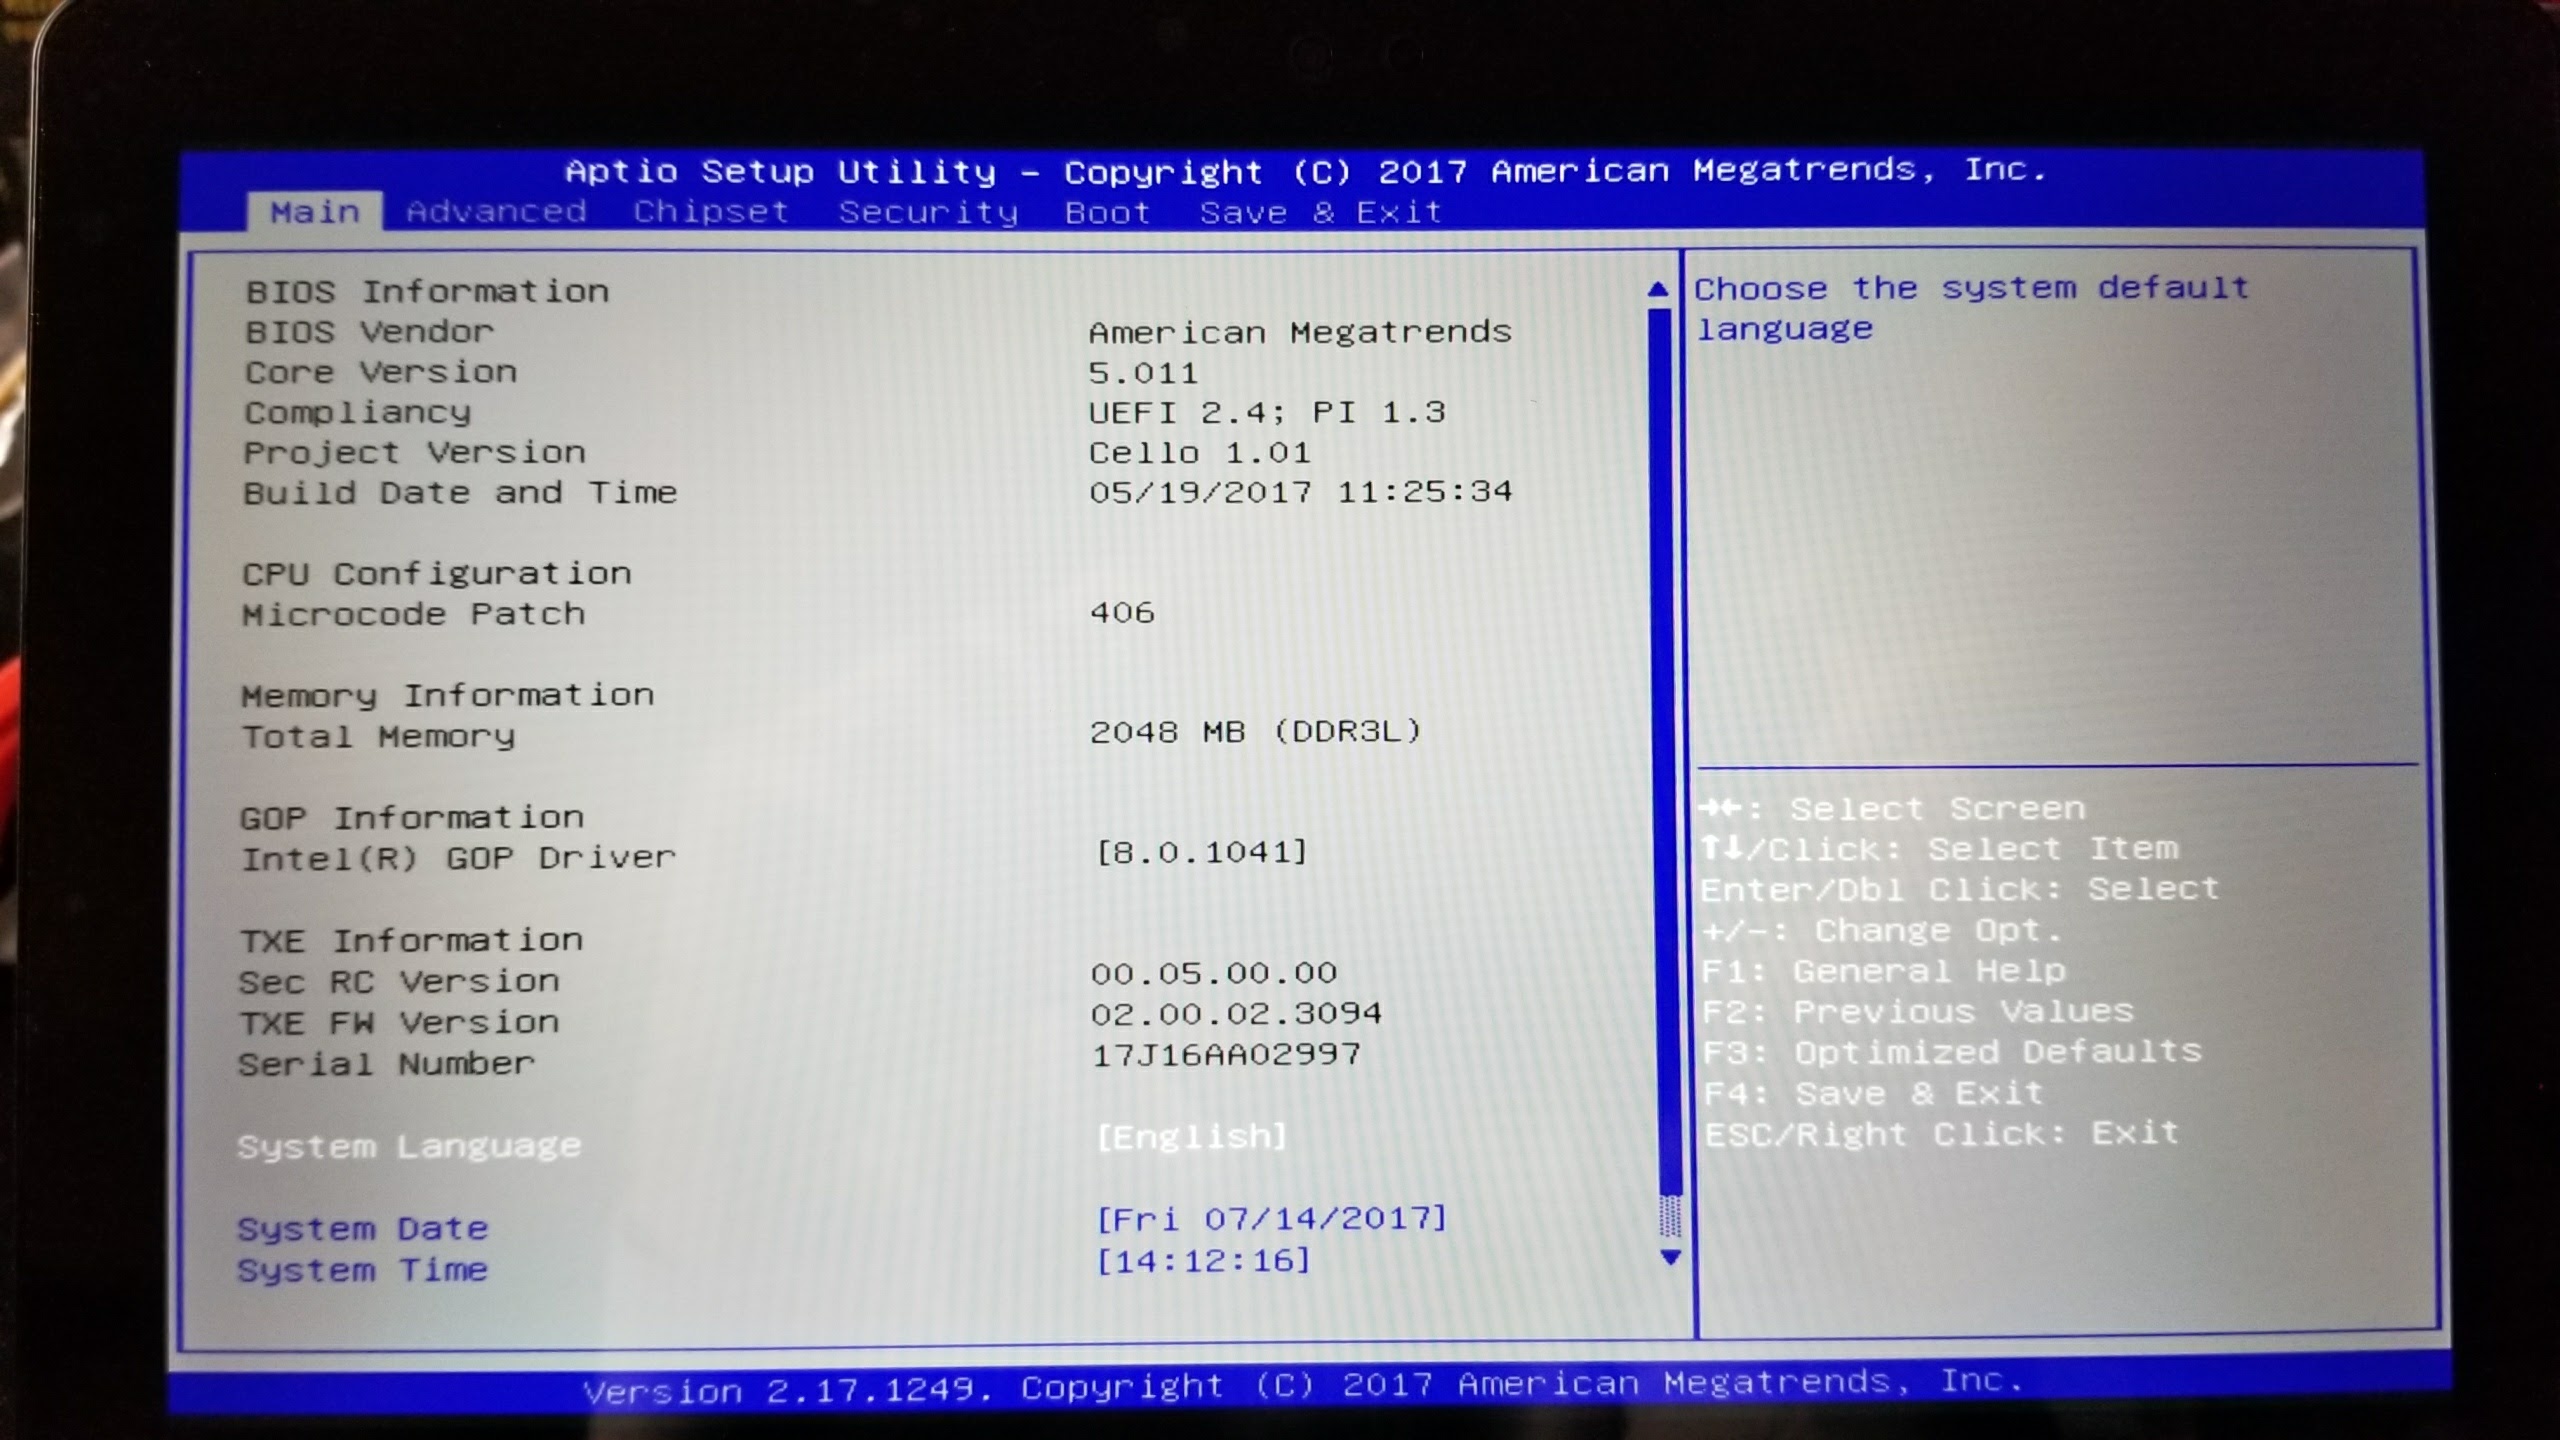 Aptio Setup Utility - Copyright (C) 2017 American Megatrends, Inc.
Main Advanced Chipset Security Boot Save & Exit
BIOS Information
BIOS Vendor American Megatrends
Core Version 5.011
Compliancy UEFI 2.4; PI 1.3
Project Version Cello 1.01
Build Date and Time 05/19/2017 11:25:34
CPU Configuration
Microcode Patch 406
Memory Information
Total Memory 2048 MB (DDR3L)
GOP Information
Intel(R) GOP Driver [8.0.1041]
TXE Information
Sec RC Version 00.05.00.00
TXE FW Version 02.00.02.3094
Serial Number 17J16AA02997
System Language [English]
System Date [Fri 07/14/2017]
System Time [14:12:16]
Choose the system default
language
→←: Select Screen
↑↓/Click: Select Item
Enter/Dbl Click: Select
+/-: Change Opt.
F1: General Help
F2: Previous Values
F3: Optimized Defaults
F4: Save & Exit
ESC/Right Click: Exit
Version 2.17.1249. Copyright (C) 2017 American Megatrends, Inc.